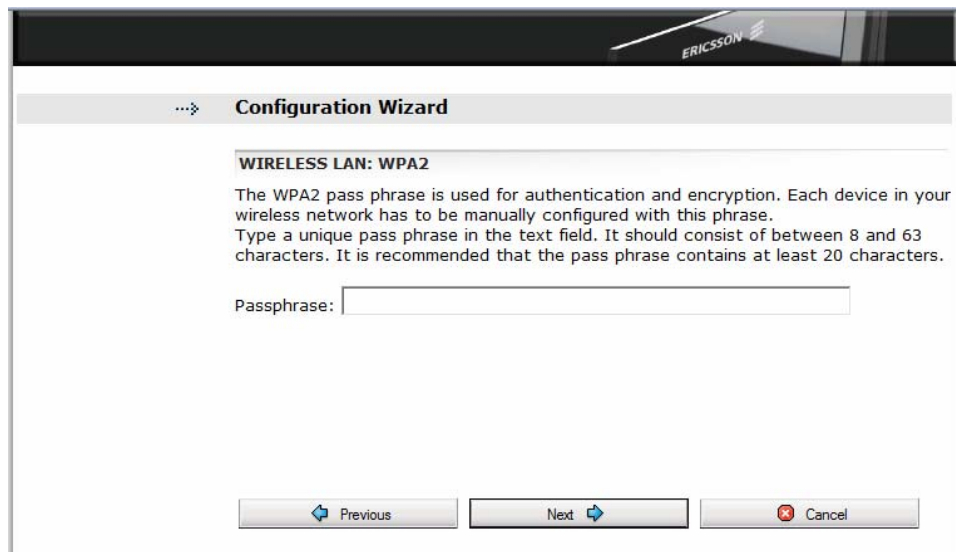 ERICSSON
Configuration Wizard
WIRELESS LAN: WPA2
The WPA2 pass phrase is used for authentication and encryption. Each device in your
wireless network has to be manually configured with this phrase.
Type a unique pass phrase in the text field. It should consist of between 8 and 63
characters. It is recommended that the pass phrase contains at least 20 characters.
Passphrase:
Previous Next Cancel